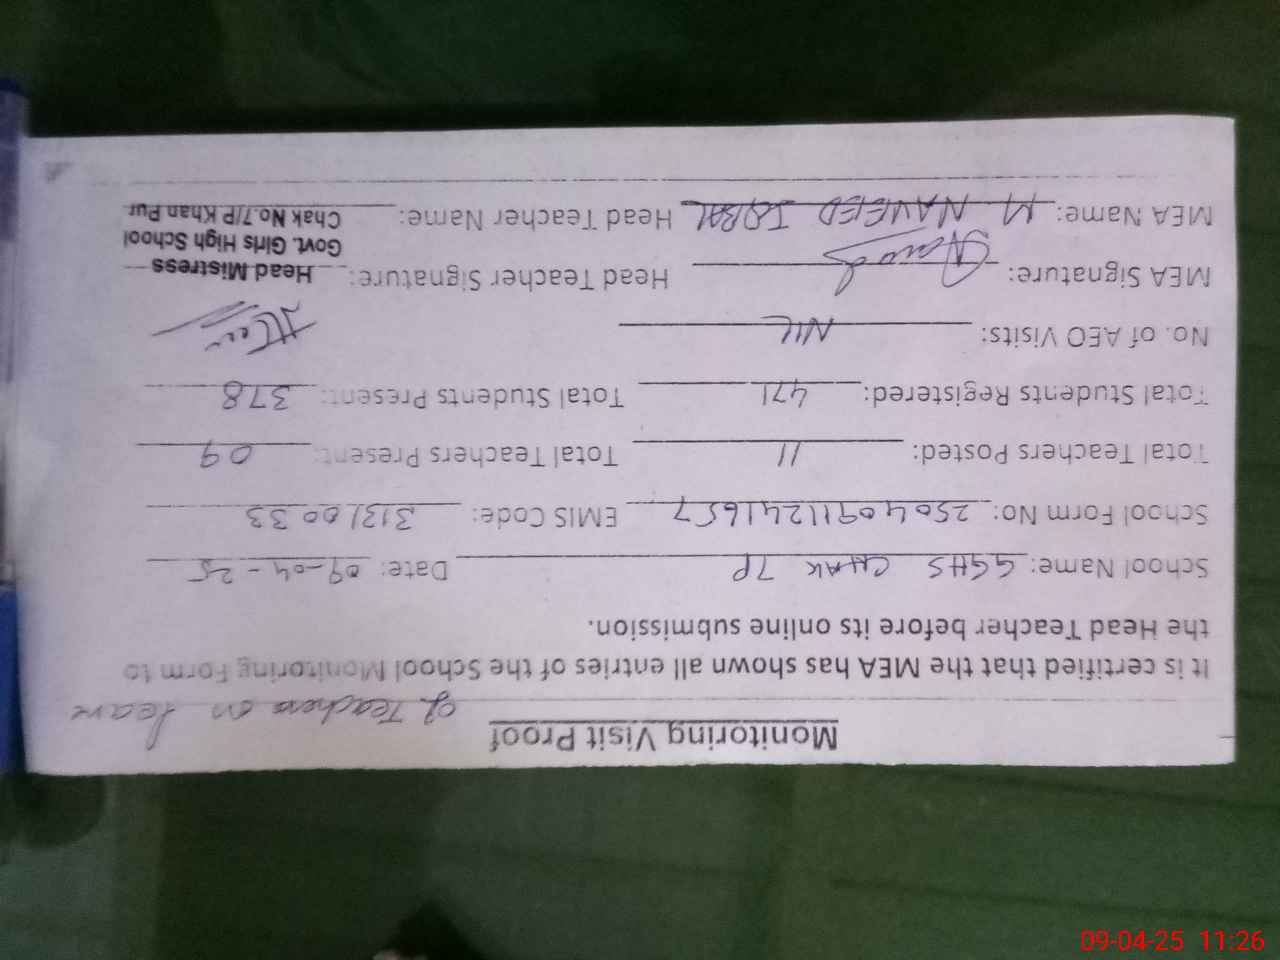 Monitoring Visit Proof
02 Teachers on leave
It is certified that the MEA has shown all entries of the School Monitoring Form to
the Head Teacher before its online submission.
School Name: GGHS CHAK 7P Date: 09-04-25
School Form No: 25040911241657 EMIS Code: 31310033
Total Teachers Posted: 11 Total Teachers Present: 09
Total Students Registered: 471 Total Students Present: 378
No. of AEO Visits: NIL
MEA Signature: Head Teacher Signature: Head Mistress
Govt. Girls High School
MEA Name: M NAVEED IQBAL Head Teacher Name: Chak No.7/P Khan Pur
09-04-25 11:26